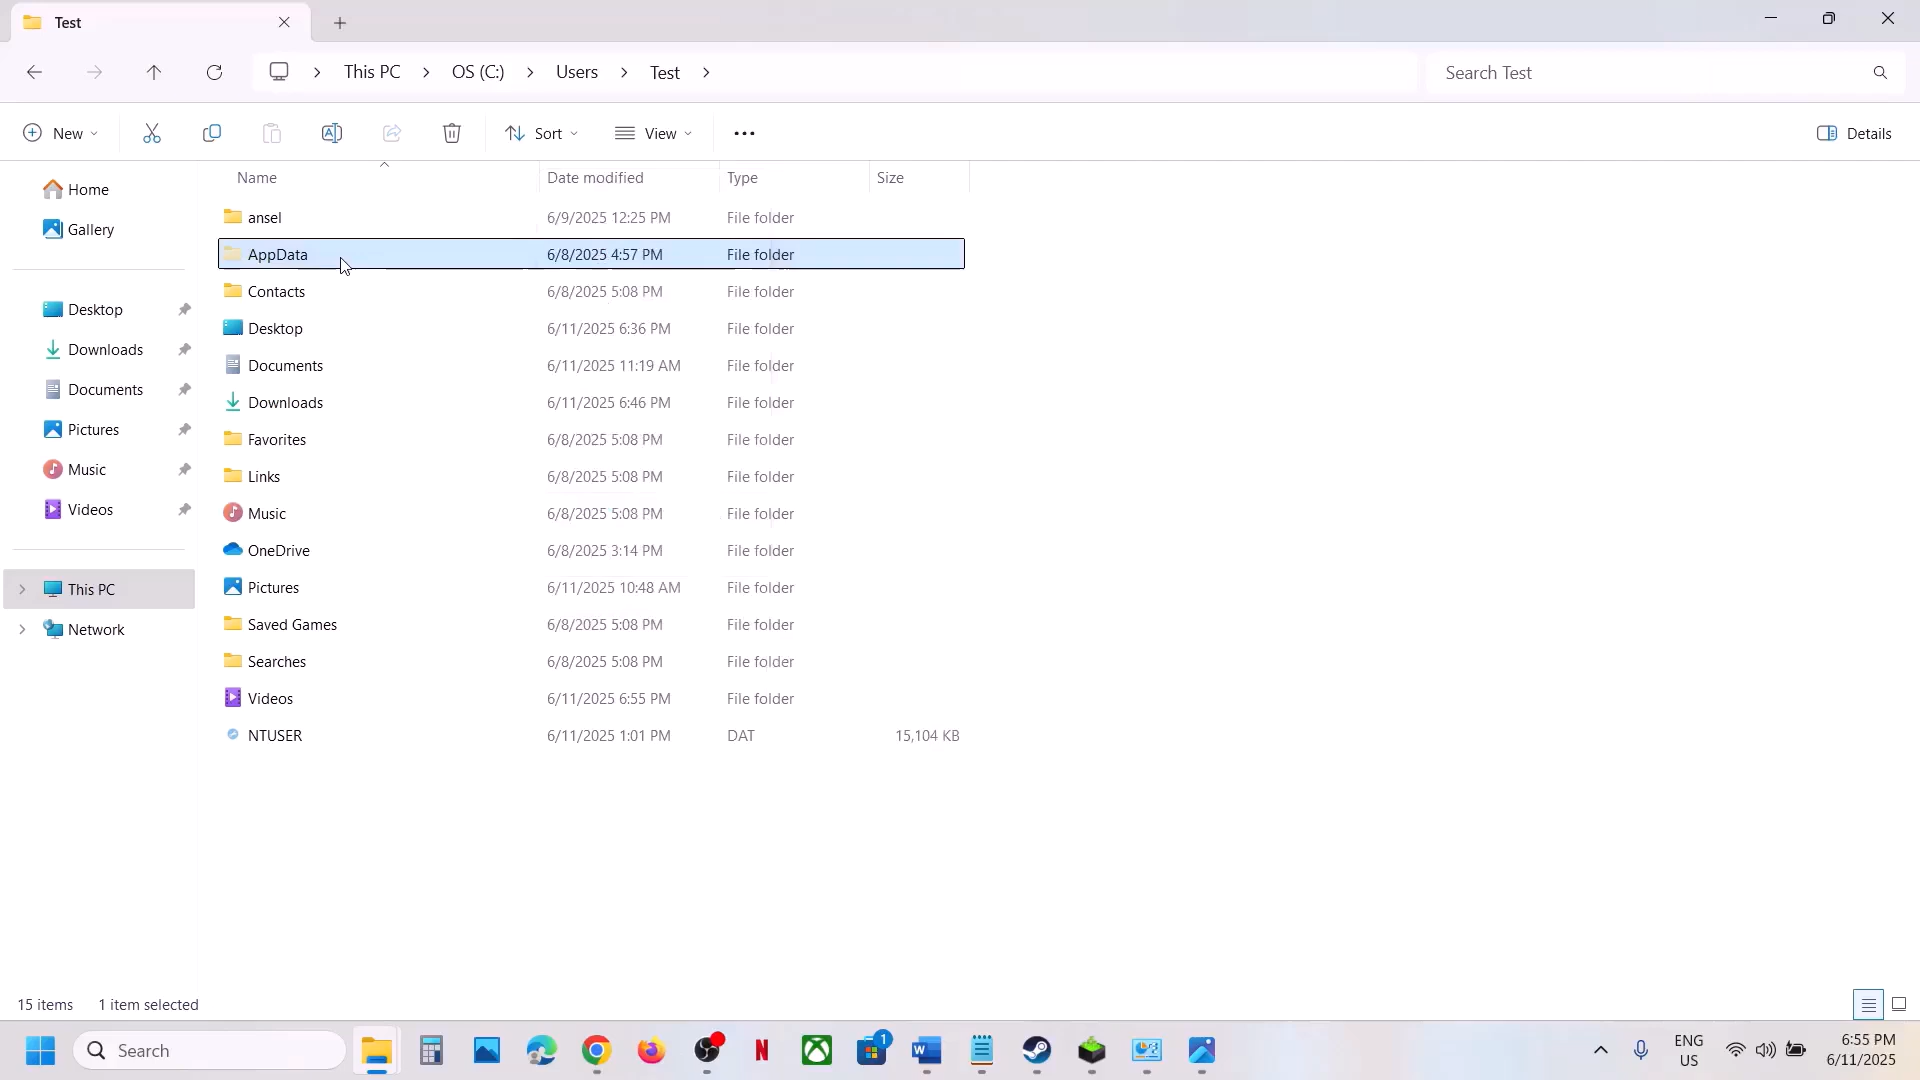 Test
This PC
OS (C:)
Users
Test
Search Test
New
Sort
View
Details
Name Date modified Type Size
Home
Gallery
Desktop
Downloads
Documents
Pictures
Music
Videos
This PC
Network
ansel 6/9/2025 12:25 PM File folder
AppData 6/8/2025 4:57 PM File folder
Contacts 6/8/2025 5:08 PM File folder
Desktop 6/11/2025 6:36 PM File folder
Documents 6/11/2025 11:19 AM File folder
Downloads 6/11/2025 6:46 PM File folder
Favorites 6/8/2025 5:08 PM File folder
Links 6/8/2025 5:08 PM File folder
Music 6/8/2025 5:08 PM File folder
OneDrive 6/8/2025 3:14 PM File folder
Pictures 6/11/2025 10:48 AM File folder
Saved Games 6/8/2025 5:08 PM File folder
Searches 6/8/2025 5:08 PM File folder
Videos 6/11/2025 6:55 PM File folder
NTUSER 6/11/2025 1:01 PM DAT 15,104 KB
15 items 1 item selected
Search
1
ENG
US
6:55 PM
6/11/2025